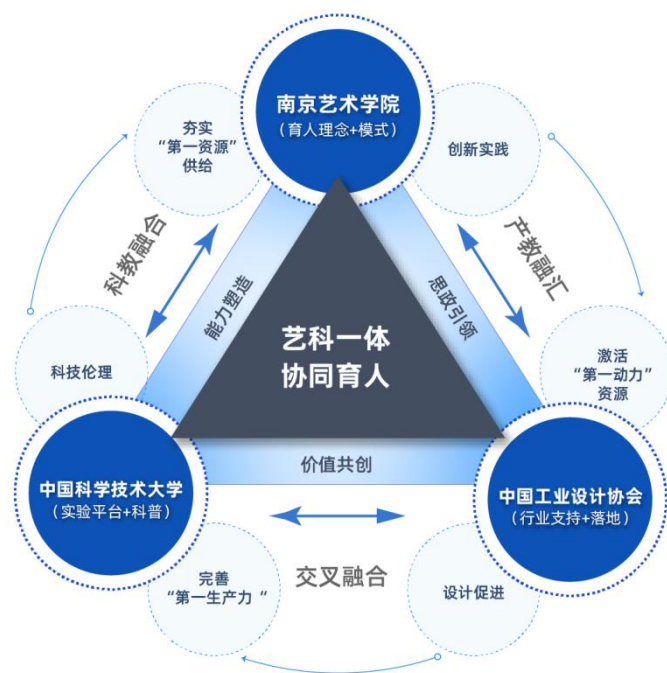 南京艺术学院
（育人理念+模式）
夯实
“第一资源”
供给
创新实践
科教融合
产教融汇
能力塑造
思政引领
艺科一体
协同育人
科技伦理
激活
“第一动力”
资源
价值共创
中国科学技术大学
（实验平台+科普）
中国工业设计协会
（行业支持+落地）
交叉融合
完善
“第一生产力 “
设计促进